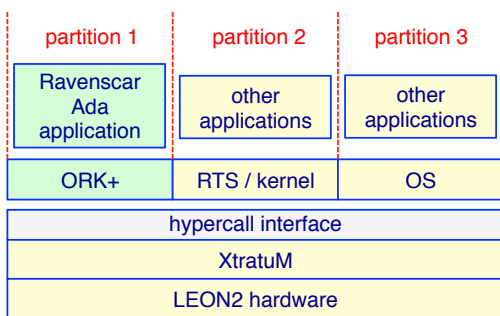 partition 1 partition 2 partition 3
Ravenscar
Ada
application
other
applications
other
applications
ORK+ RTS / kernel OS
hypercall interface
XtratuM
LEON2 hardware